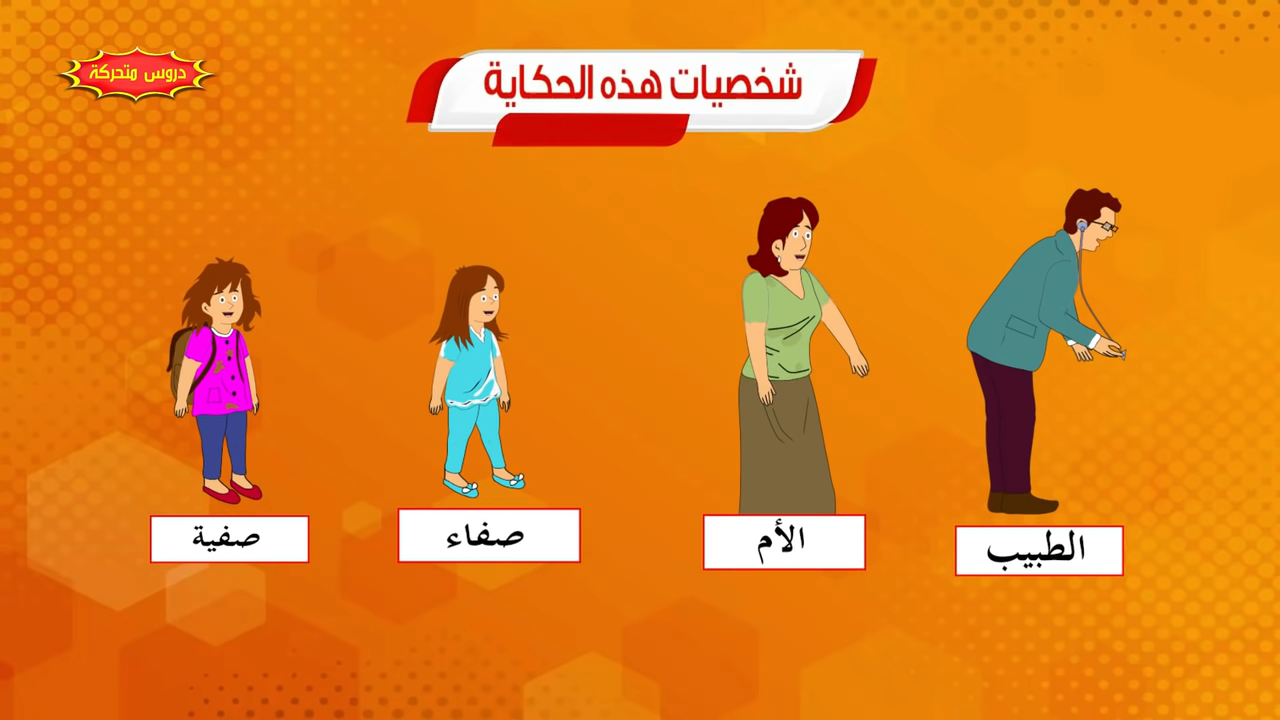 دروس متحركة
شخصيات هذه الحكاية
الطبيب
الأم
صفاء
صفية